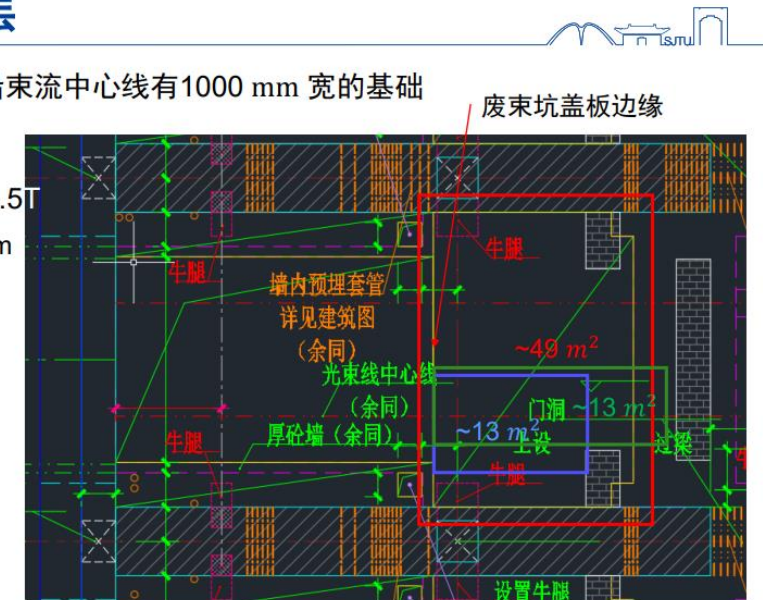 层
SJTU
沿束流中心线有1000 mm 宽的基础
废束坑盖板边缘
.5T
m
牛腿
牛腿
墙内预埋套管
详见建筑图
(余同)
~49 m²
光束线中心线
(余同)
门洞 ~13 m²
~13 m²
上设
过梁
厚砼墙（余同）
牛腿
牛腿
设置牛腿